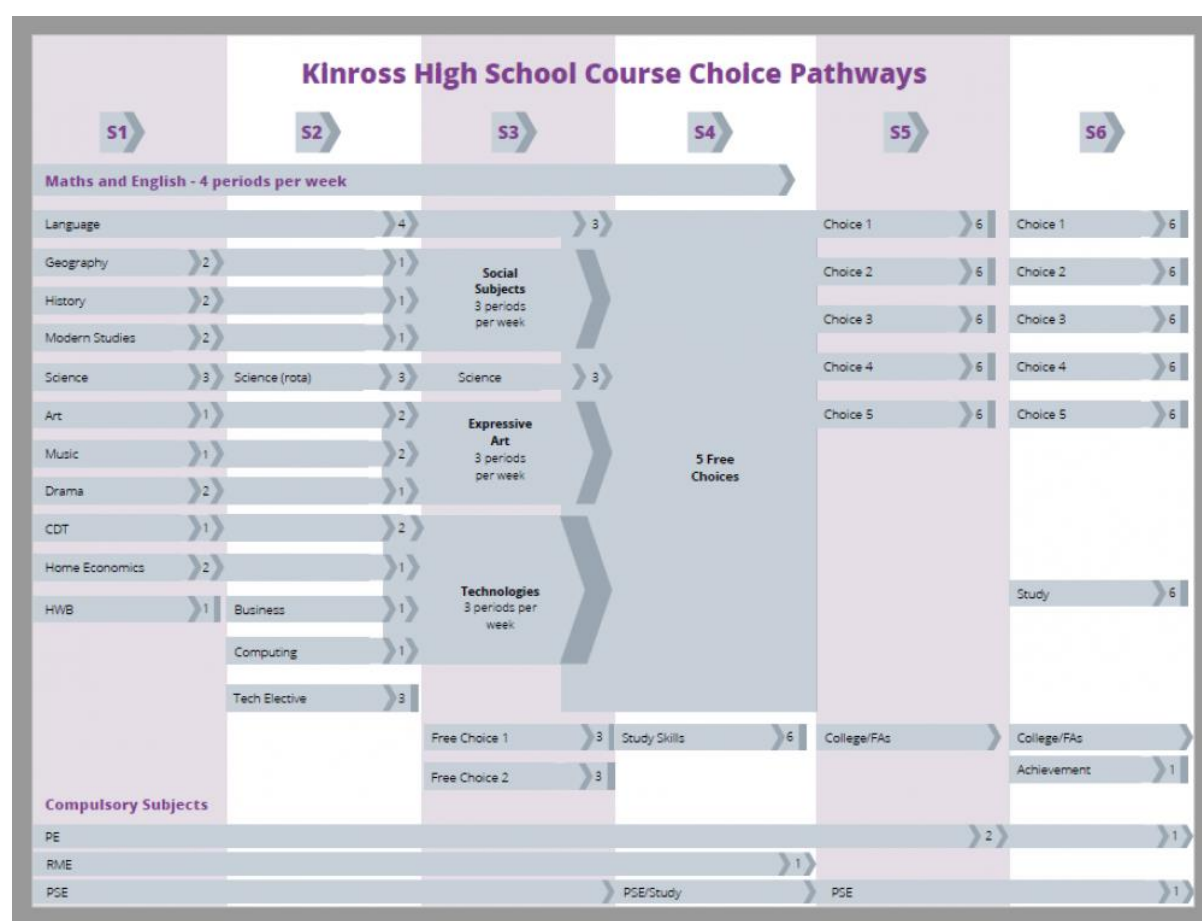 Kinross High School Course Choice Pathways
S1 S2 S3 S4 S5 S6
Maths and English - 4 periods per week
Language 4 3 Choice 1 6 Choice 1 6
Geography 2 1
Social
Subjects
3 periods
per week
Choice 2 6 Choice 2 6
History 2 1
Choice 3 6 Choice 3 6
Modern Studies 2 1
Science 3 Science (rota) 3 Science 3
Choice 4 6 Choice 4 6
Art 1 2
Expressive
Art
3 periods
per week
Choice 5 6 Choice 5 6
Music 1 2
5 Free
Choices
Drama 2 1
CDT 1 2
Home Economics 2 1
Technologies
3 periods per
week
Study 6
HWB 1 Business 1
Computing 1
Tech Elective 3
Free Choice 1 3 Study Skills 6 College/FAs College/FAs
Free Choice 2 3 Achievement 1
Compulsory Subjects
PE 2 1
RME 1
PSE PSE/Study PSE 1